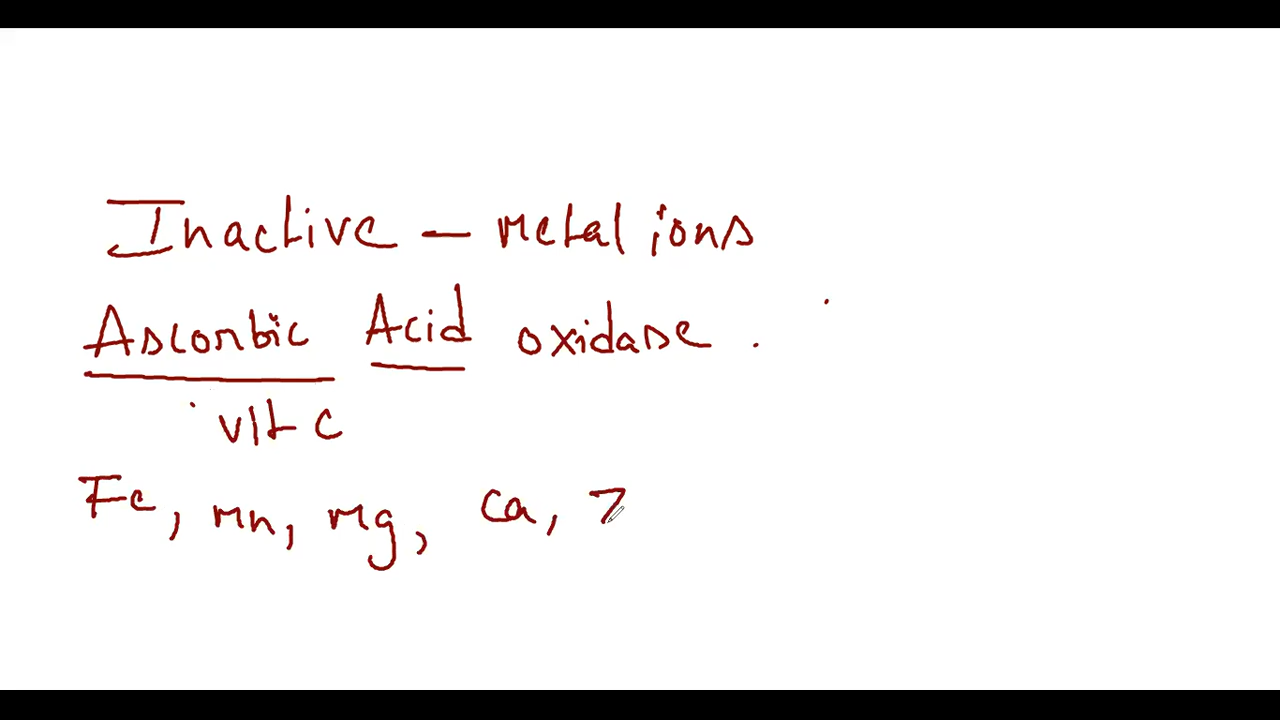 Inactive - metal ions
Ascorbic Acid oxidase .
vit c
Fe, Mn, Mg, Ca, Z